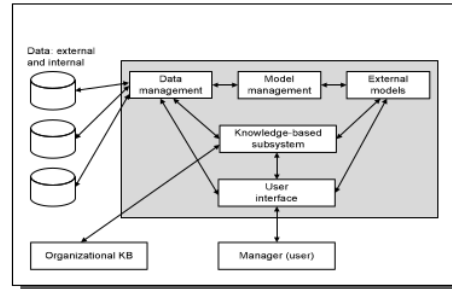 Data: external
and internal
Data
management
Model
management
External
models
Knowledge-based
subsystem
User
interface
Organizational KB
Manager (user)